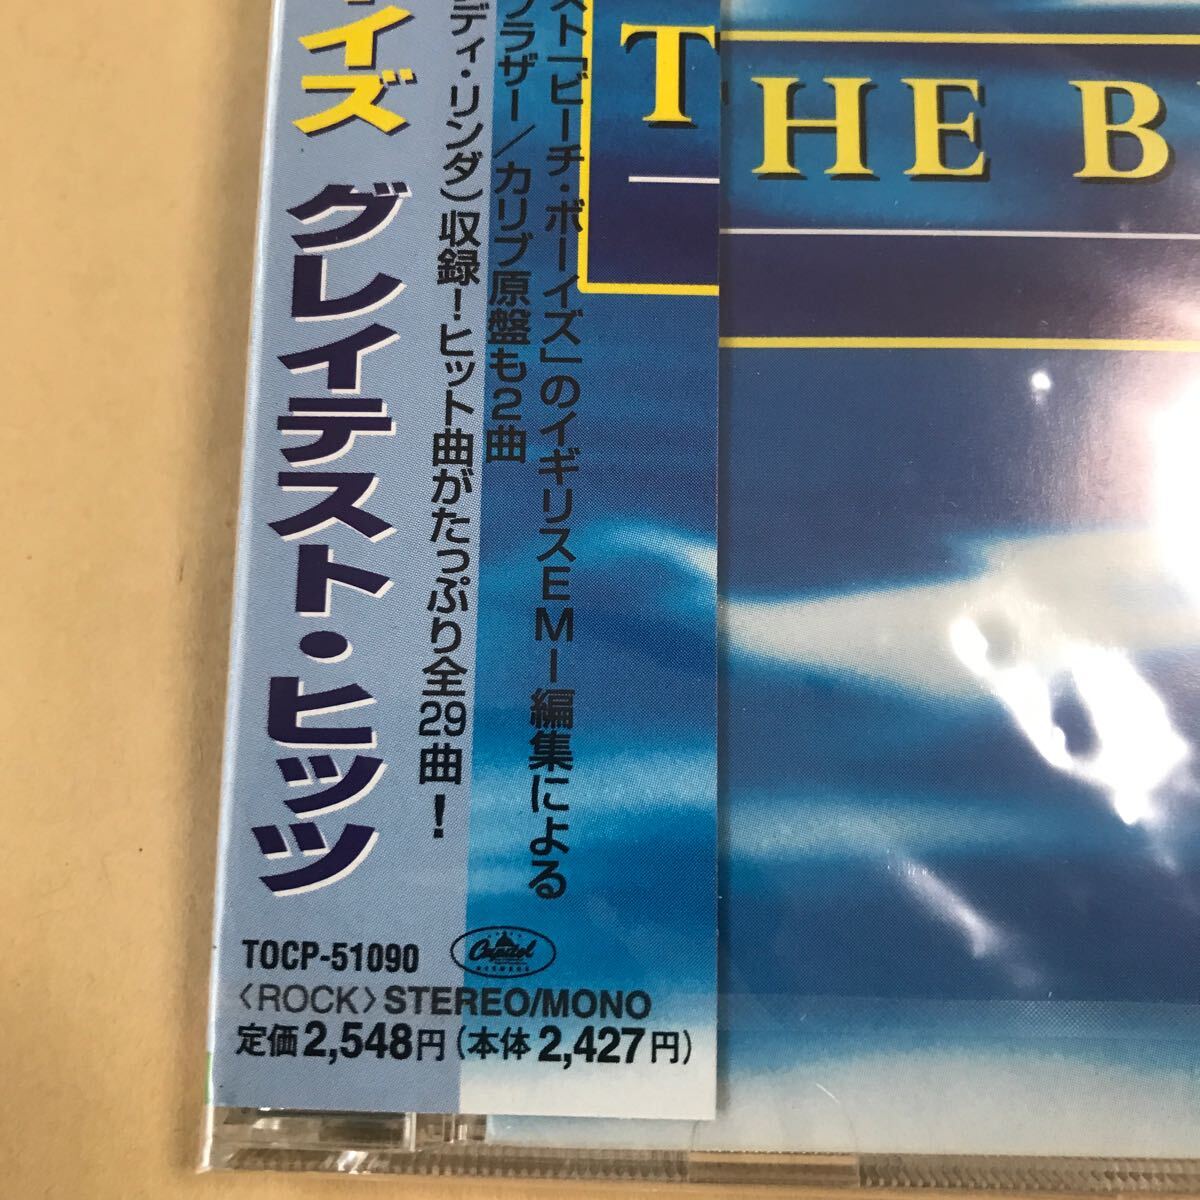 イズ グレイテスト・ヒッツ
スト「ビーチ・ボーイズ」のイギリスEMI編集による
ブラザー/カリブ原盤も2曲
ディ・リンダ)収録!ヒット曲がたっぷり全29曲!
THE B
TOCP-51090
Capitol
RECORDS
〈ROCK〉STEREO/MONO
定価2,548円(本体2,427円)